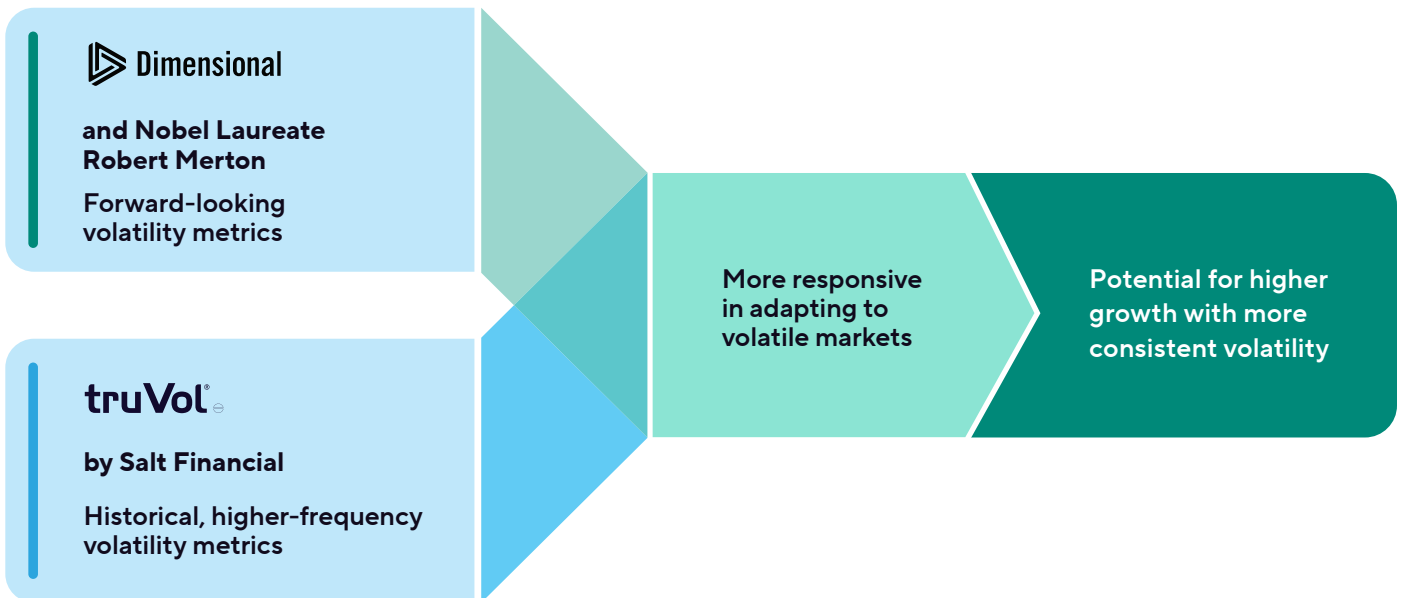 Dimensional
and Nobel Laureate
Robert Merton
Forward-looking
volatility metrics
truVol®
by Salt Financial
Historical, higher-frequency
volatility metrics
More responsive
in adapting to
volatile markets
Potential for higher
growth with more
consistent volatility